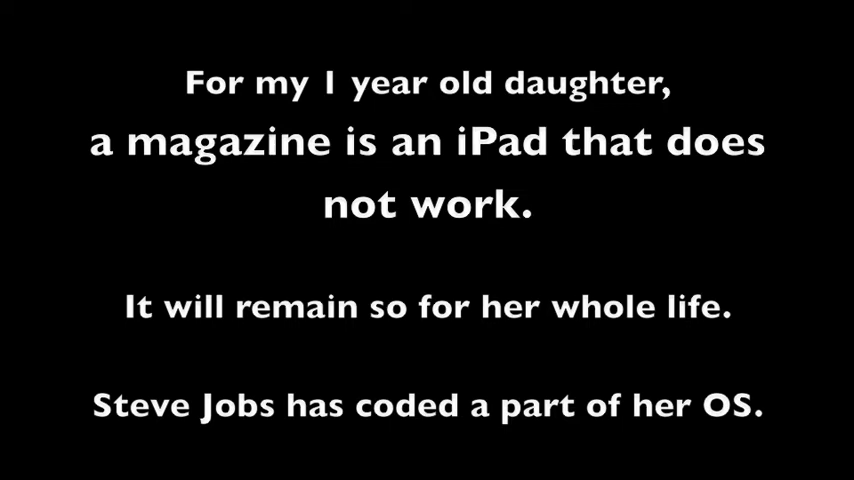 For my 1 year old daughter,
a magazine is an iPad that does
not work.
It will remain so for her whole life.
Steve Jobs has coded a part of her OS.